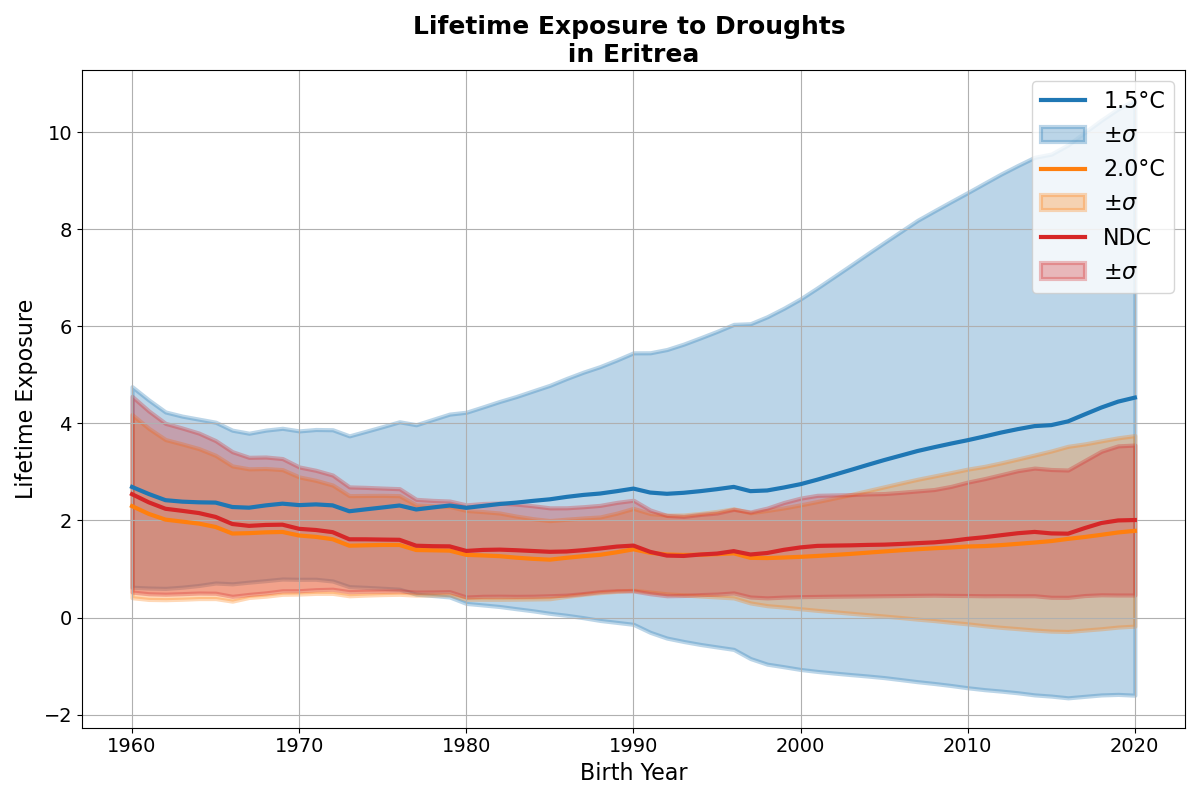 Lifetime Exposure to Droughts
in Eritrea
1.5°C
±σ
2.0°C
±σ
NDC
±σ
Lifetime Exposure
10
8
6
4
2
0
−2
1960
1970
1980
1990
2000
2010
2020
Birth Year